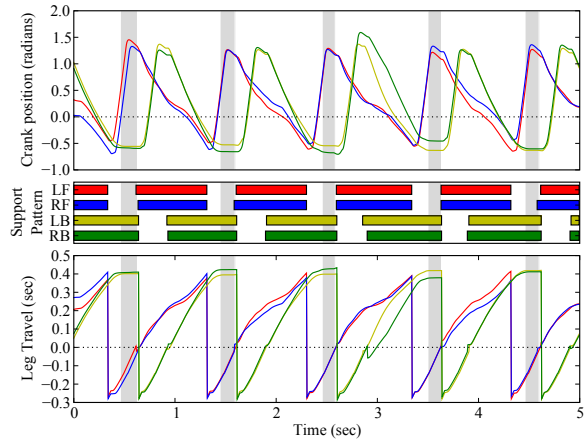 Crank position (radians)
2.0
1.5
1.0
0.5
0.0
−0.5
−1.0
Support
Pattern
LF
RF
LB
RB
Leg Travel (sec)
0.5
0.4
0.3
0.2
0.1
0.0
−0.1
−0.2
−0.3
0 1 2 3 4 5
Time (sec)